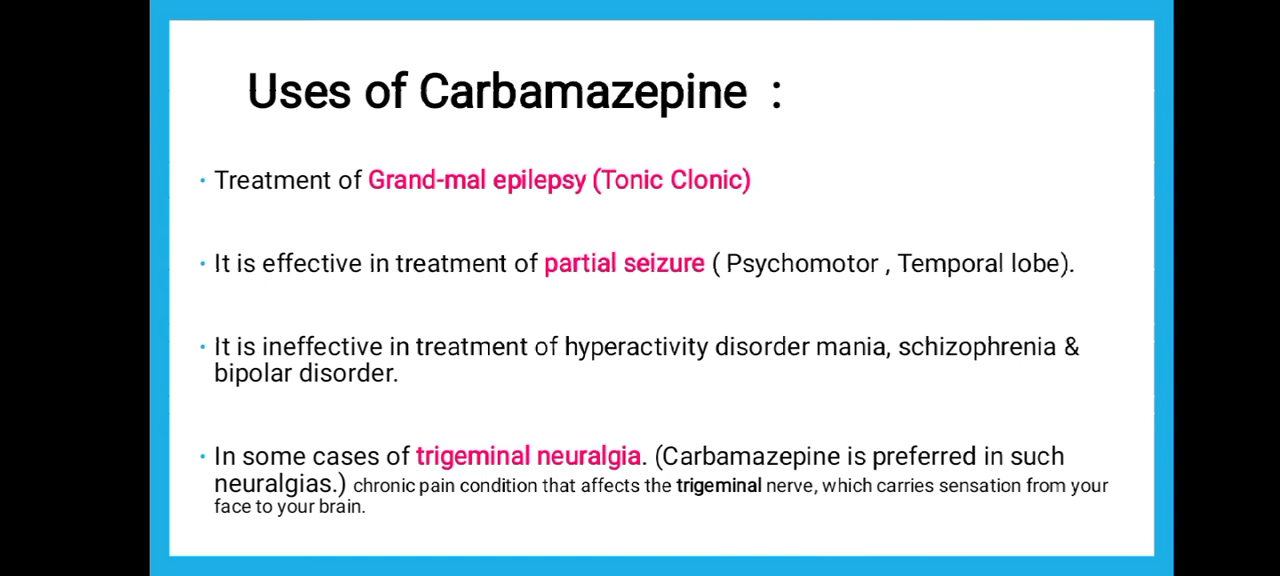 Uses of Carbamazepine :
• Treatment of Grand-mal epilepsy (Tonic Clonic)
• It is effective in treatment of partial seizure ( Psychomotor , Temporal lobe).
• It is ineffective in treatment of hyperactivity disorder mania, schizophrenia &
bipolar disorder.
• In some cases of trigeminal neuralgia. (Carbamazepine is preferred in such
neuralgias.) chronic pain condition that affects the trigeminal nerve, which carries sensation from your
face to your brain.